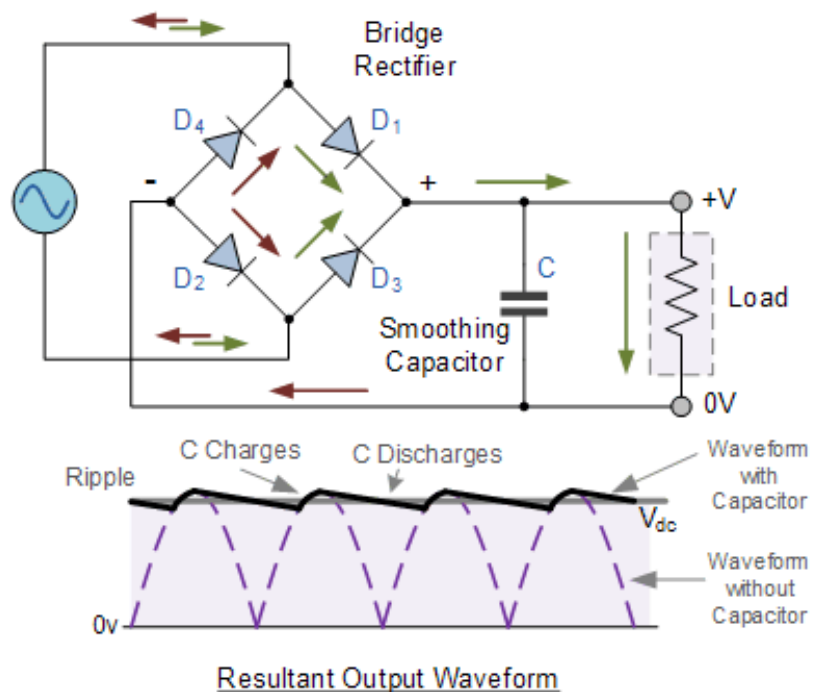 Bridge
Rectifier
D4
D1
-
+
+V
D2
D3
C
Load
Smoothing
Capacitor
0V
C Charges
C Discharges
Waveform
with
Capacitor
Ripple
Vdc
Waveform
without
Capacitor
0v
Resultant Output Waveform